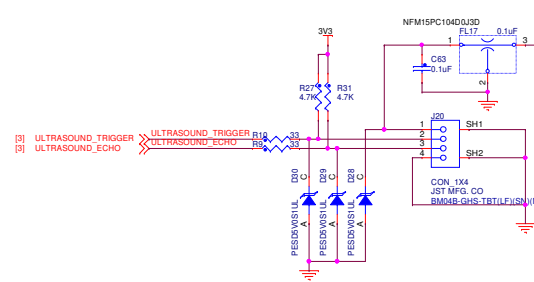 NFM15PC104D0J3D
FL17 0.1uF
1 3
2
3V3
C63
0.1uF
R27 R31
4.7K 4.7K
J20
[3] ULTRASOUND_TRIGGER ULTRASOUND_TRIGGER R10 33
[3] ULTRASOUND_ECHO ULTRASOUND_ECHO R9 33
1
2
3
4
SH1
SH2
CON_1X4
JST MFG. CO
BM04B-GHS-TBT(LF)(SN)(
D30 C
D29 C
D28 C
PESD5V0S1UL A
PESD5V0S1UL A
PESD5V0S1UL A